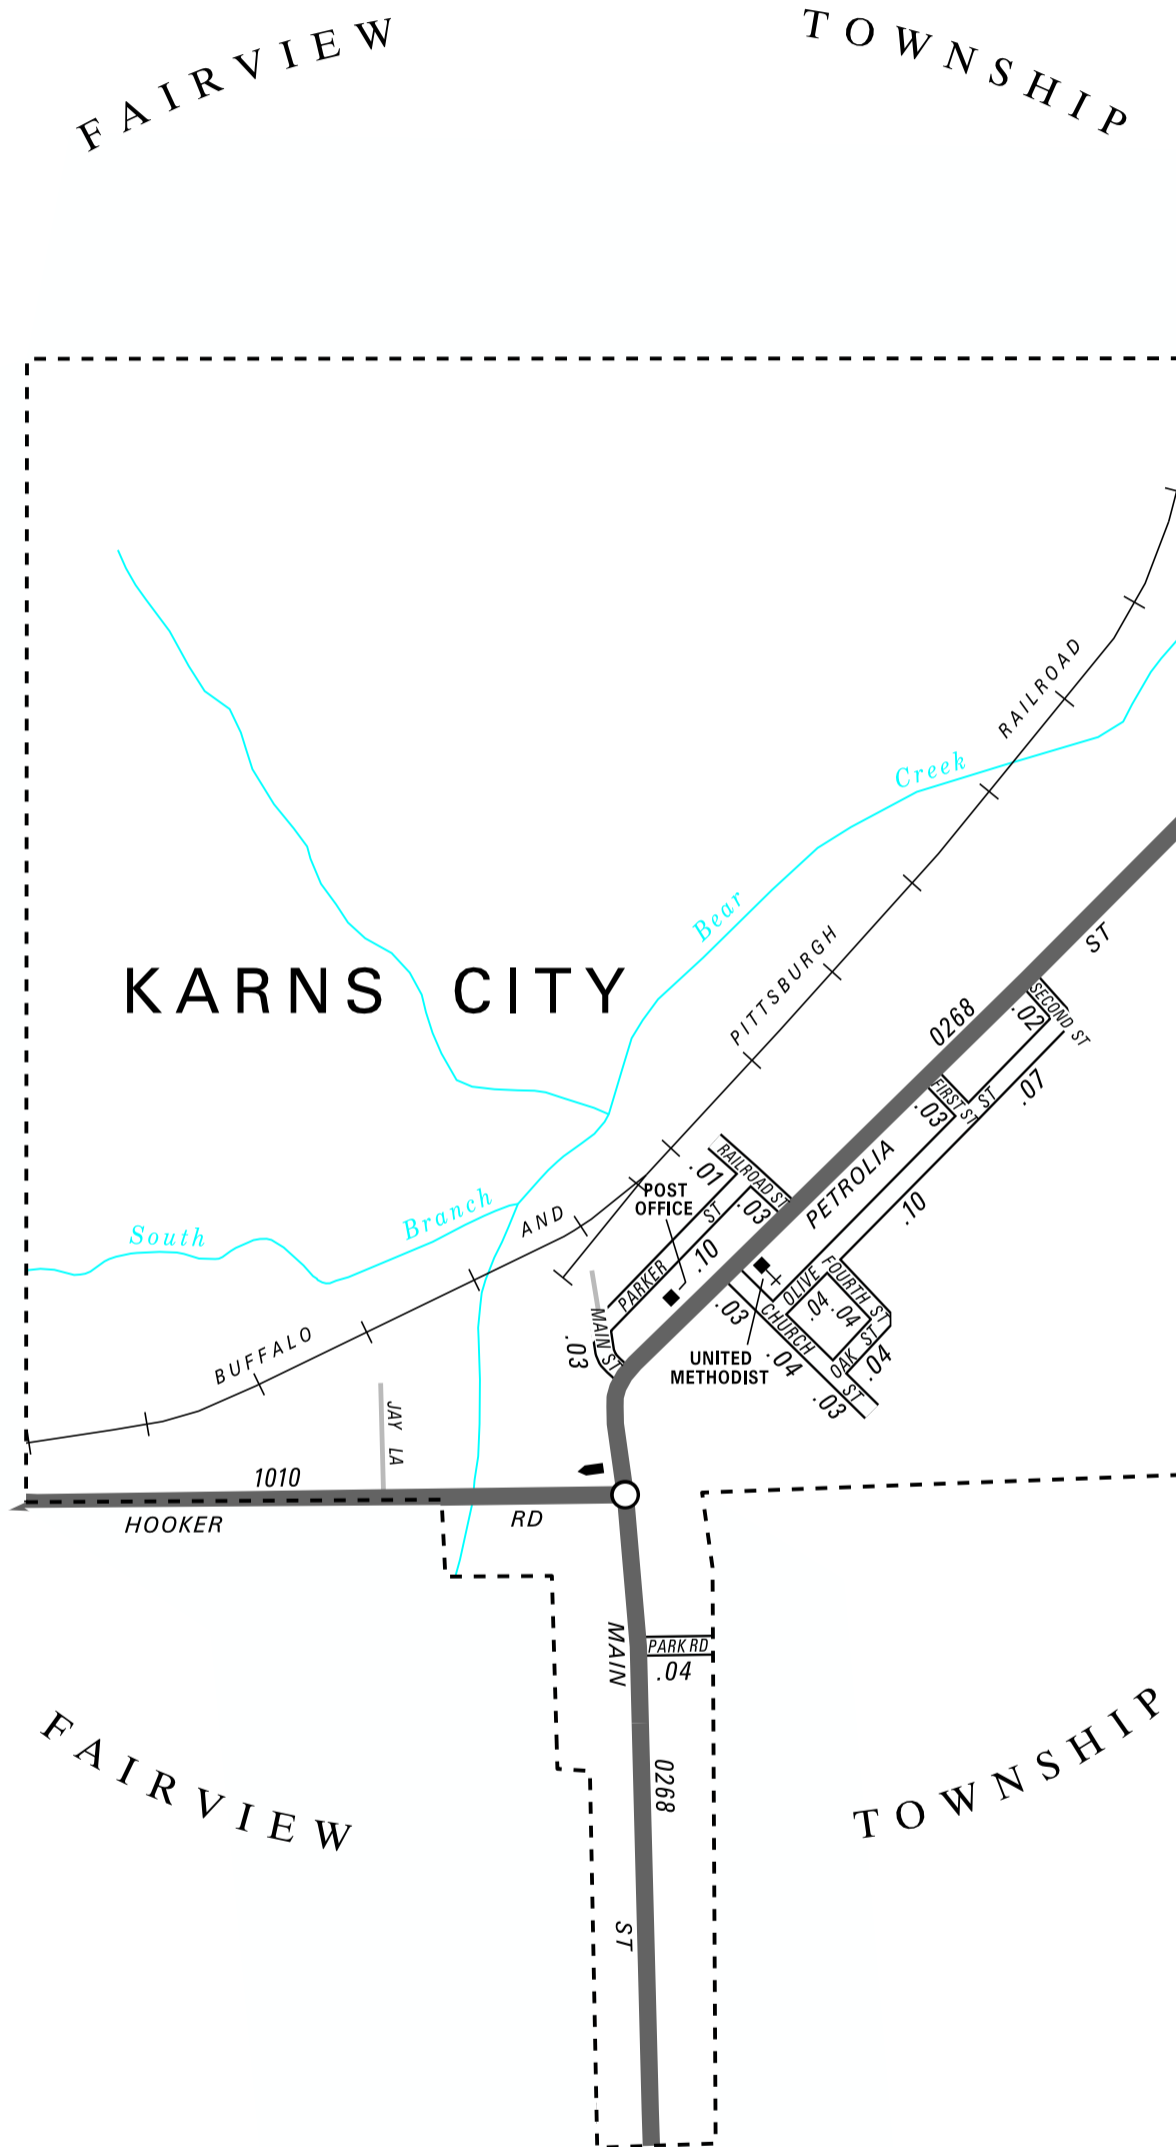 FAIRVIEW TOWNSHIP
RAILROAD
Creek
Bear
PITTSBURGH
ST
KARNS CITY
0268
SECOND ST
.02
FIRST ST
.03
ST
.07
RAILROAD ST
.01
POST
OFFICE
.03
PETROLIA
ST
.10
.10
South Branch
AND
PARKER
OLIVE
FOURTH ST
.04
.04
.03
CHURCH
MAIN ST
.03
UNITED
METHODIST
.04
OAK ST
.04
ST
.03
BUFFALO
JAY LA
1010
HOOKER RD
MAIN
PARK RD
.04
0268
ST
FAIRVIEW TOWNSHIP